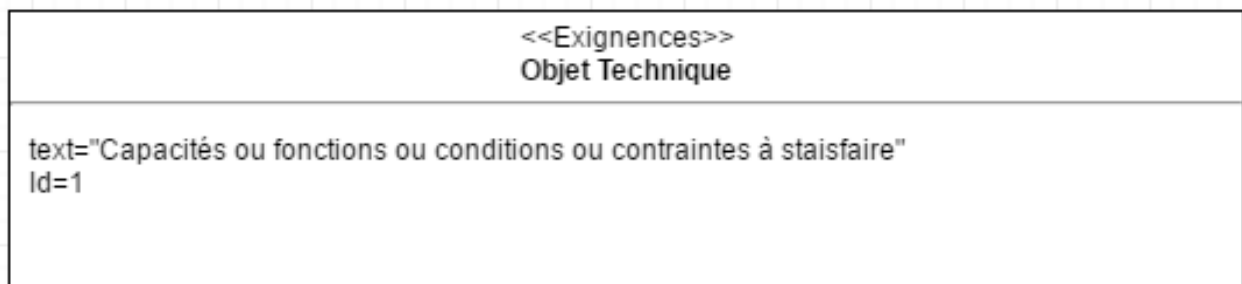 <<Exignences>>
Objet Technique
text="Capacités ou fonctions ou conditions ou contraintes à staisfaire"
Id=1